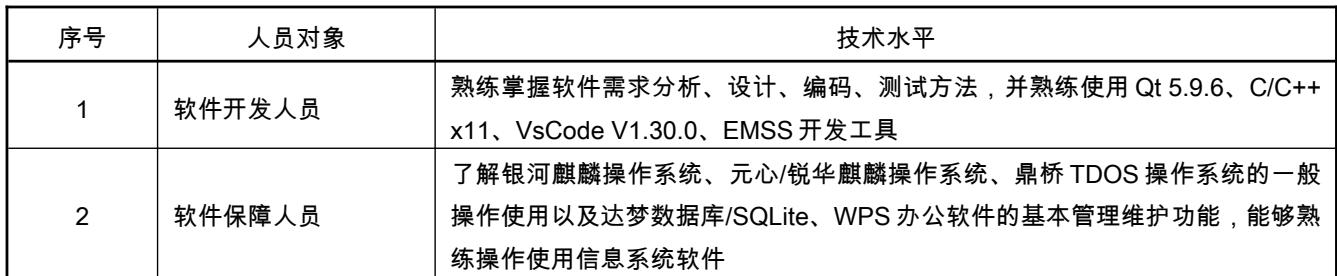 序号 人员对象 技术水平
熟练掌握软件需求分析、设计、编码、测试方法，并熟练使用 Qt 5.9.6、C/C++
1 软件开发人员
x11、VsCode V1.30.0、EMSS 开发工具
了解银河麒麟操作系统、元心/锐华麒麟操作系统、鼎桥 TDOS 操作系统的一般
2 软件保障人员 操作使用以及达梦数据库/SQLite、WPS 办公软件的基本管理维护功能，能够熟
练操作使用信息系统软件